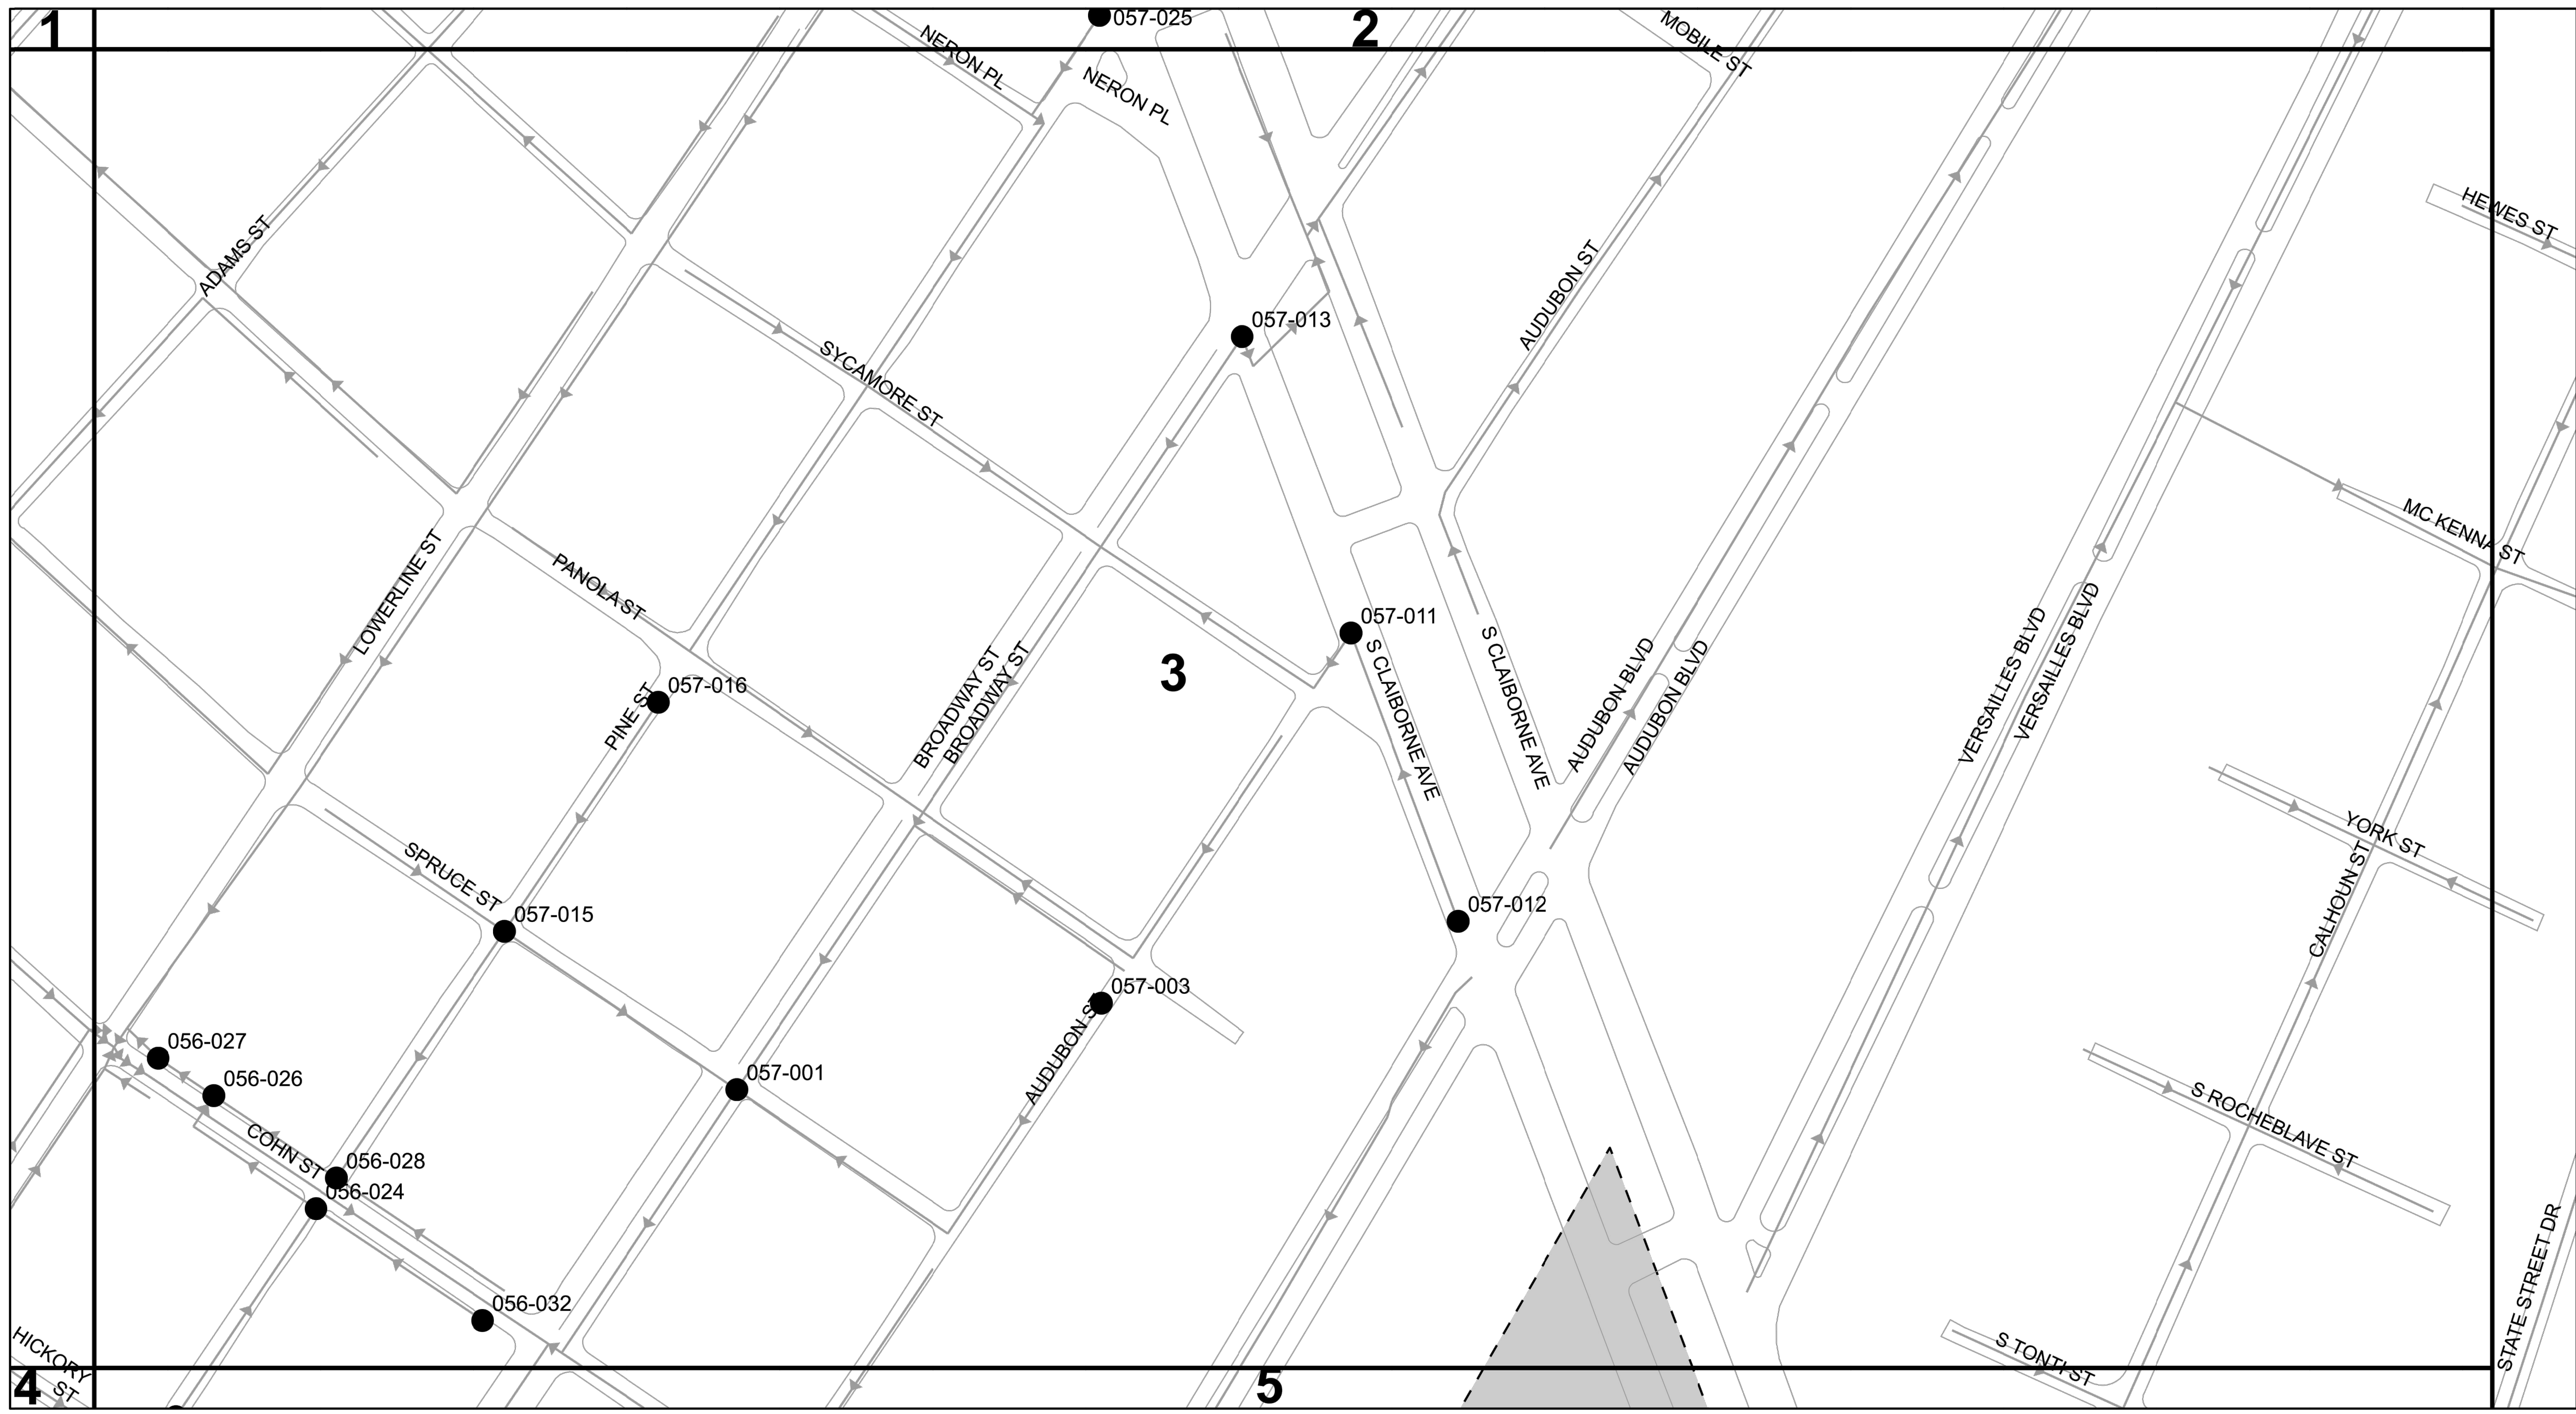 1
2
057-025
NERON PL
NERON PL
MOBILE ST
HEWES ST
ADAMS ST
AUDUBON ST
057-013
SYCAMORE ST
MC KENNA ST
LOWERLINE ST
PANOLA ST
057-011
S CLAIBORNE AVE
S CLAIBORNE AVE
AUDUBON BLVD
AUDUBON BLVD
VERSAILLES BLVD
VERSAILLES BLVD
3
057-016
PINE ST
BROADWAY ST
BROADWAY ST
YORK ST
CALHOUN ST
SPRUCE ST
057-015
057-012
057-003
AUDUBON ST
056-027
056-026
057-001
S ROCHEBLAVE ST
COHN ST
056-028
056-024
056-032
STATE STREET DR
HICKORY
ST
S TONTI ST
4
5